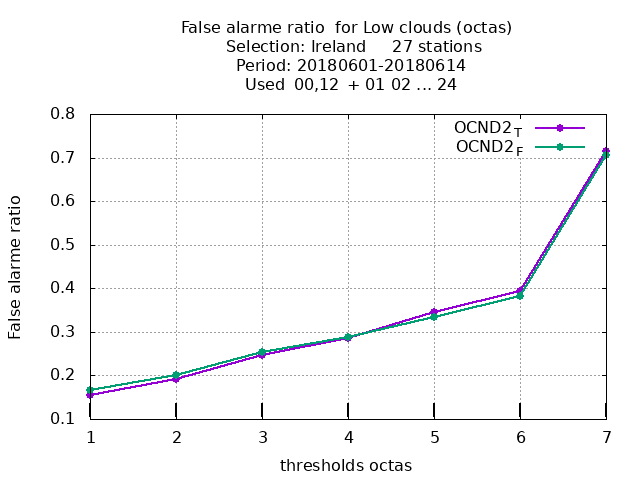 False alarme ratio  for Low clouds (octas)
Selection: Ireland     27 stations
Period: 20180601-20180614
Used  00,12  + 01 02 ... 24
OCND2T
OCND2F
False alarme ratio
0.8
0.7
0.6
0.5
0.4
0.3
0.2
0.1
1 2 3 4 5 6 7
thresholds octas